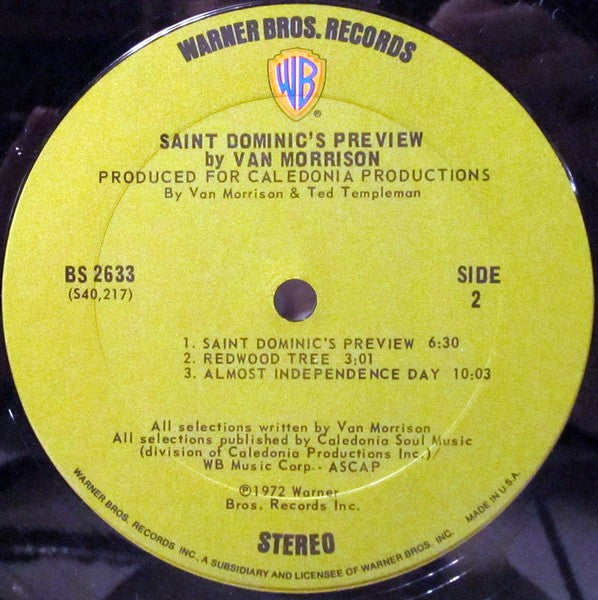 WARNER BROS. RECORDS
WB
®
SAINT DOMINIC'S PREVIEW
by VAN MORRISON
PRODUCED FOR CALEDONIA PRODUCTIONS
By Van Morrison & Ted Templeman
BS 2633
(S40,217)
SIDE
2
1. SAINT DOMINIC'S PREVIEW 6:30
2. REDWOOD TREE 3:01
3. ALMOST INDEPENDENCE DAY 10:03
All selections written by Van Morrison
All selections published by Caledonia Soul Music
(division of Caledonia Productions Inc.)/
WB Music Corp - ASCAP
℗1972 Warner
Bros. Records Inc.
STEREO
WARNER BROS. RECORDS INC. A SUBSIDIARY AND LICENSEE OF WARNER BROS. INC. MADE IN U.S.A.